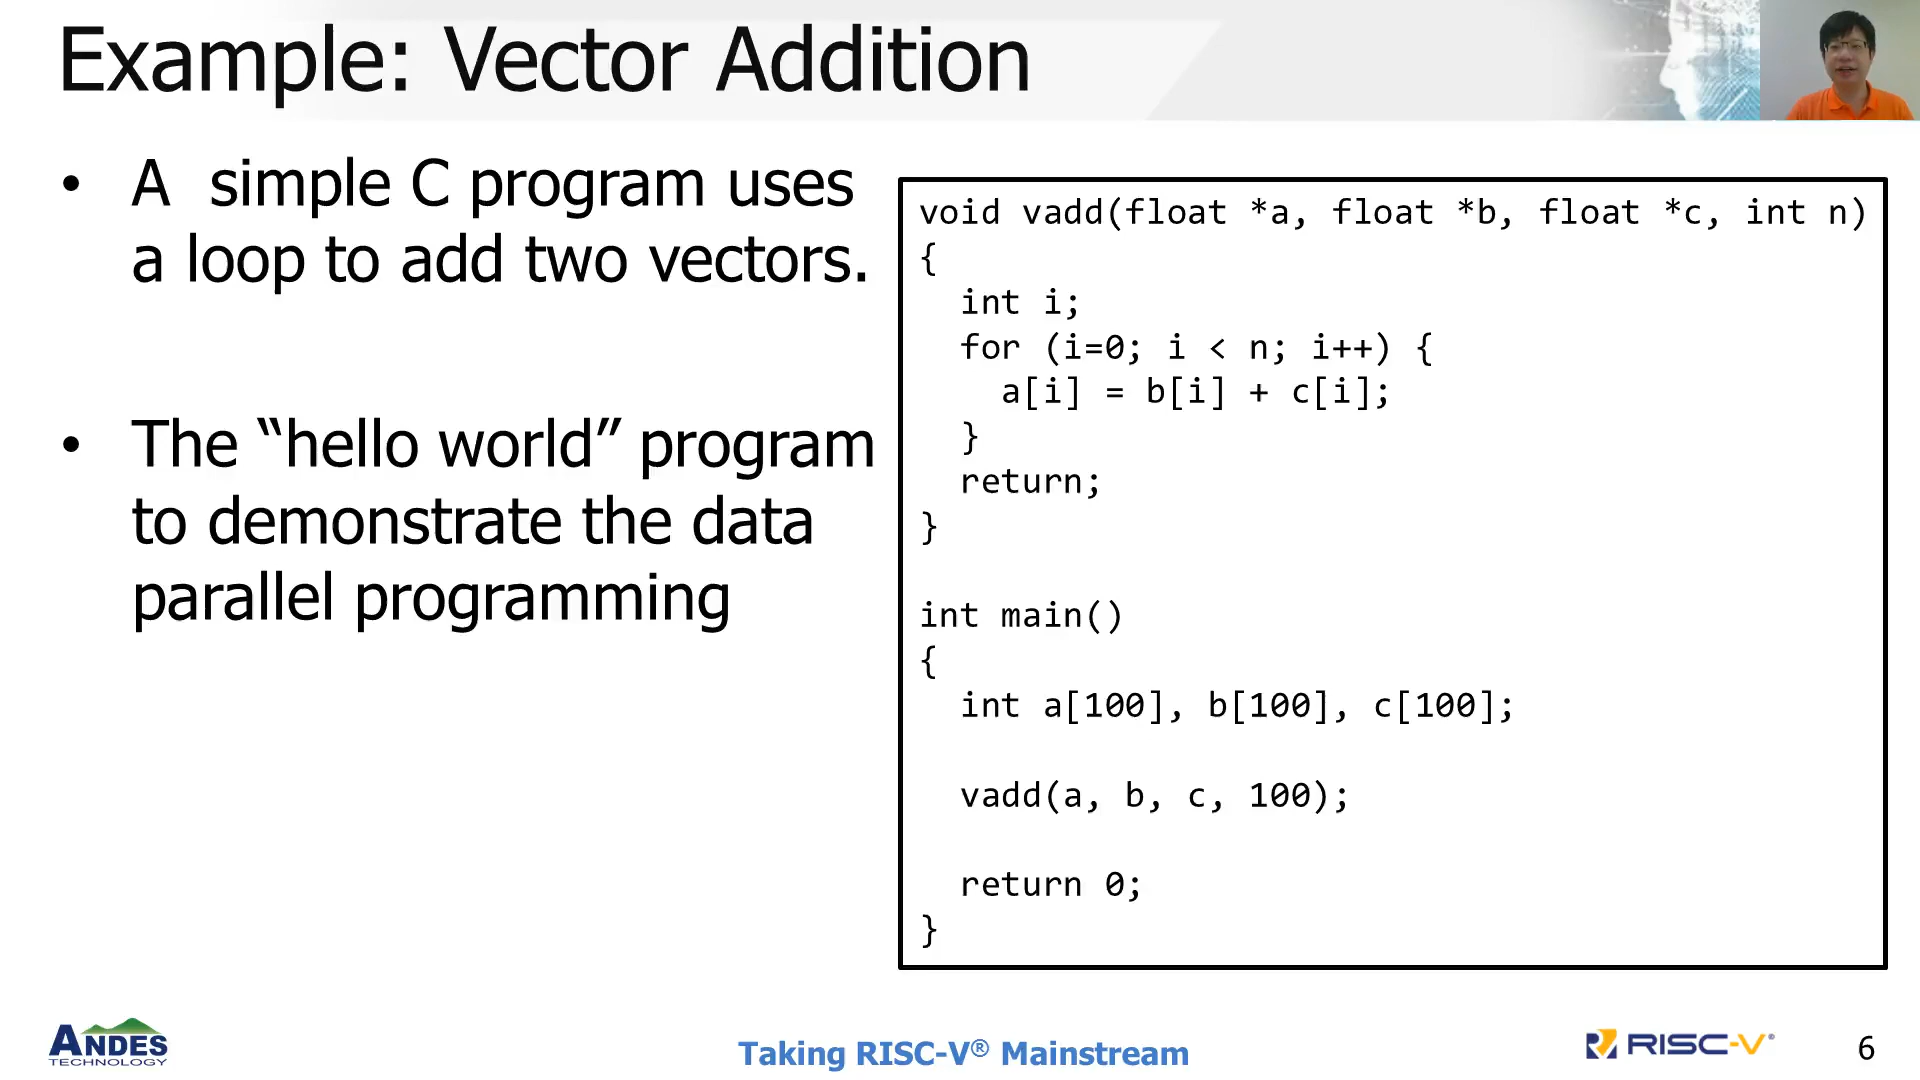 Example: Vector Addition
• A simple C program uses
a loop to add two vectors.
• The “hello world” program
to demonstrate the data
parallel programming
void vadd(float *a, float *b, float *c, int n)
{
int i;
for (i=0; i < n; i++) {
a[i] = b[i] + c[i];
}
return;
}
int main()
{
int a[100], b[100], c[100];
vadd(a, b, c, 100);
return 0;
}
ANDES
TECHNOLOGY
Taking RISC-V® Mainstream
RISC-V®
6